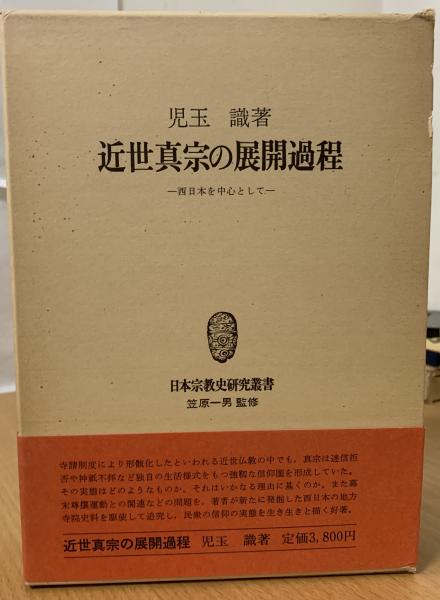 児玉　識著
近世真宗の展開過程
―西日本を中心として―
日本宗教史研究叢書
笠原一男 監修
寺請制度により形骸化したといわれる近世仏教の中でも、真宗は迷信拒
否や神祇不拝など独自の生活様式をもつ強靱な信仰圏を形成していた。
その実態はどのようなものか、それはいかなる理由に基くのか。また幕
末尊攘運動との関連などの問題を、著者が新たに発掘した西日本の地方
寺院史料を駆使して追究し、民衆の信仰の実態を生き生きと描く好著。
近世真宗の展開過程　児玉　識著　定価3,800円